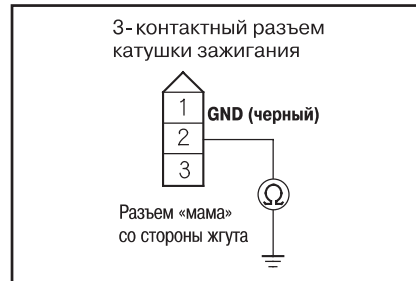 3-контактный разъем
катушки зажигания
1
GND (черный)
2
3
Ω
Разъем «мама»
со стороны жгута